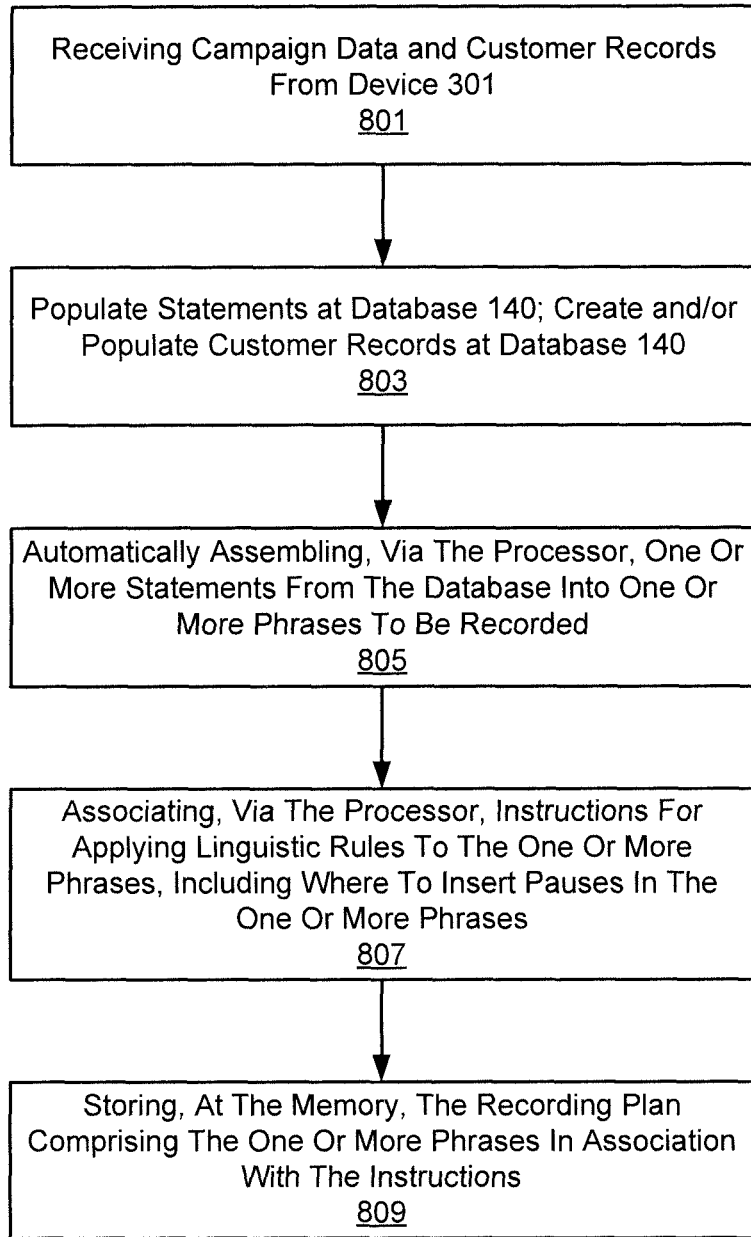 Receiving Campaign Data and Customer Records
From Device 301
801
Populate Statements at Database 140; Create and/or
Populate Customer Records at Database 140
803
Automatically Assembling, Via The Processor, One Or
More Statements From The Database Into One Or
More Phrases To Be Recorded
805
Associating, Via The Processor, Instructions For
Applying Linguistic Rules To The One Or More
Phrases, Including Where To Insert Pauses In The
One Or More Phrases
807
Storing, At The Memory, The Recording Plan
Comprising The One Or More Phrases In Association
With The Instructions
809